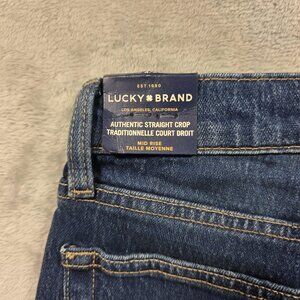 EST. 1990
LUCKY BRAND
LOS ANGELES, CALIFORNIA
AUTHENTIC STRAIGHT CROP
TRADITIONNELLE COURT DROIT
MID RISE
TAILLE MOYENNE